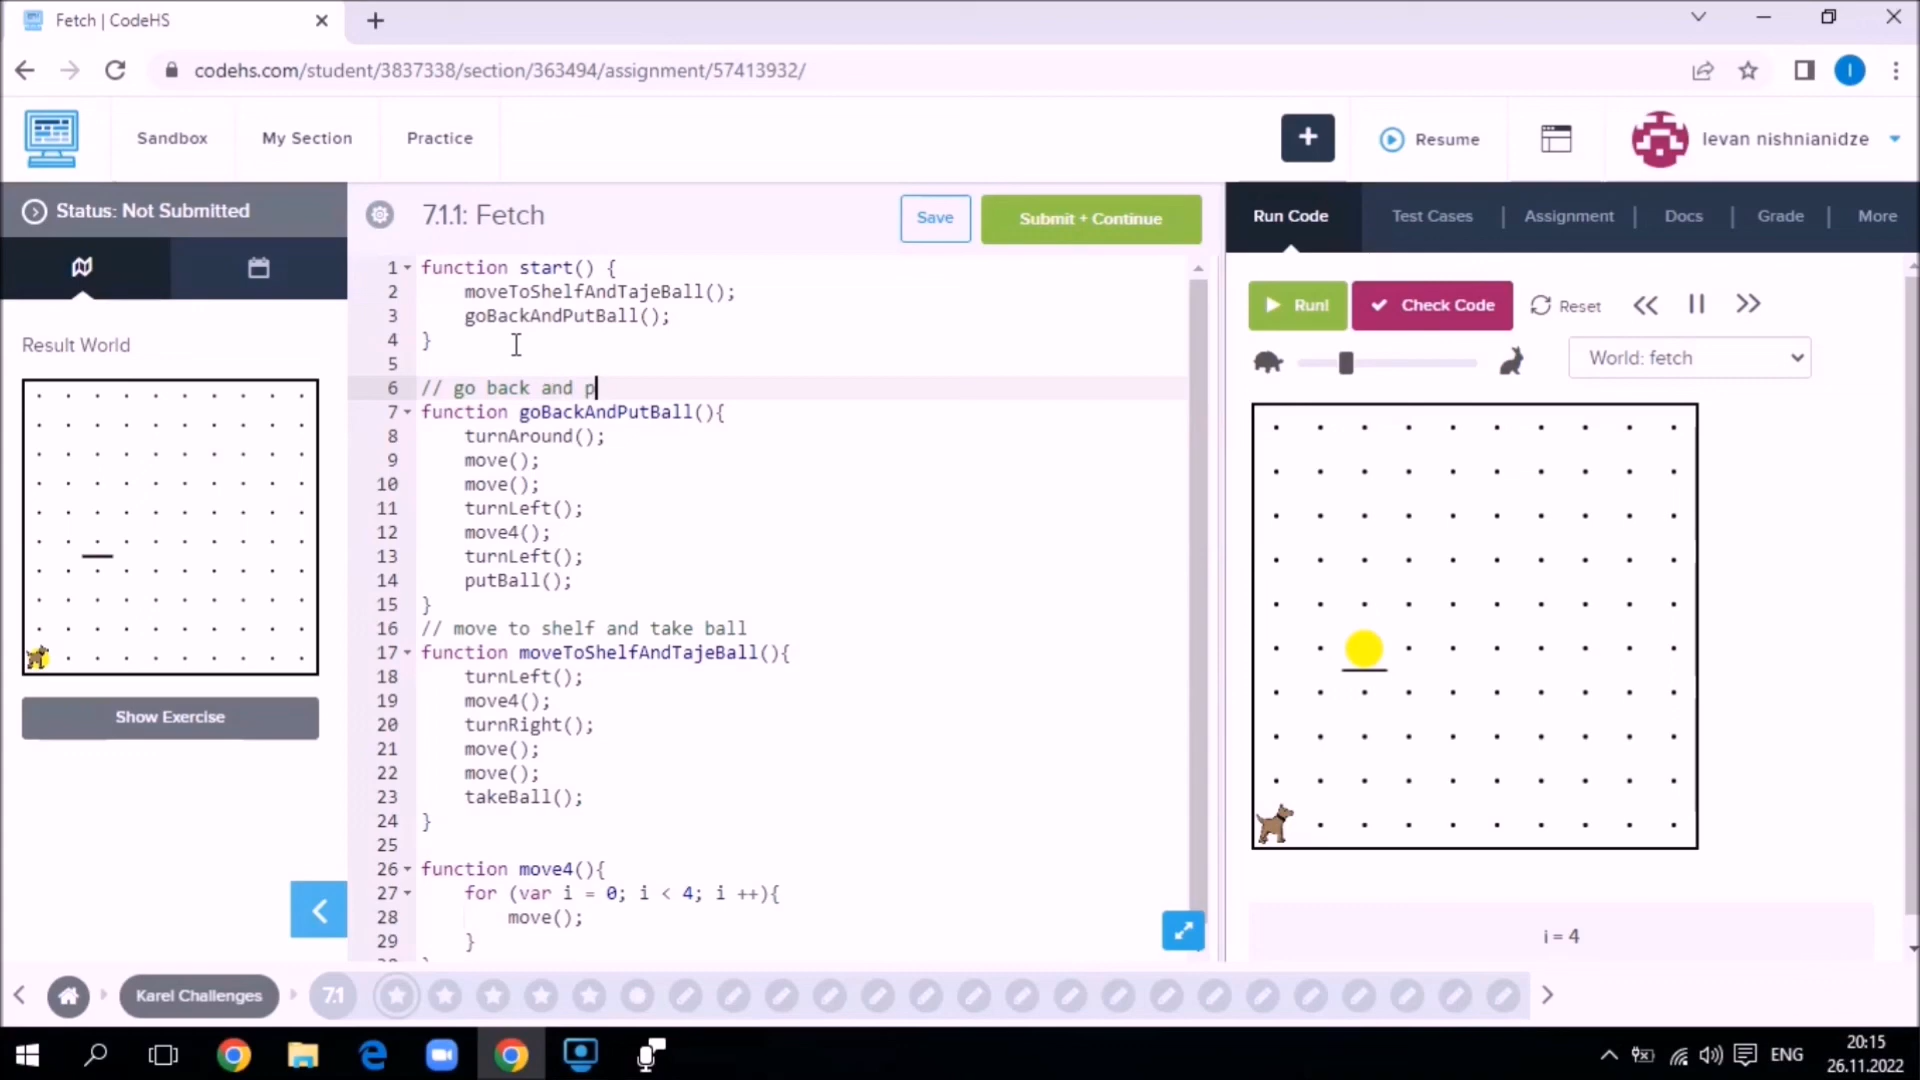 Fetch | CodeHS
codehs.com/student/3837338/section/363494/assignment/57413932/
I
Sandbox
My Section
Practice
Resume
levan nishnianidze
Status: Not Submitted
7.1.1: Fetch
Save
Submit + Continue
Run Code
Test Cases
Assignment
Docs
Grade
More
Result World
Show Exercise
1 function start() {
2 moveToShelfAndTajeBall();
3 goBackAndPutBall();
4 }
5
6 // go back and p
7 function goBackAndPutBall(){
8 turnAround();
9 move();
10 move();
11 turnLeft();
12 move4();
13 turnLeft();
14 putBall();
15 }
16 // move to shelf and take ball
17 function moveToShelfAndTajeBall(){
18 turnLeft();
19 move4();
20 turnRight();
21 move();
22 move();
23 takeBall();
24 }
25
26 function move4(){
27 for (var i = 0; i < 4; i ++){
28 move();
29 }
Run!
Check Code
Reset
World: fetch
i = 4
Karel Challenges
7.1
ENG
20:15
26.11.2022